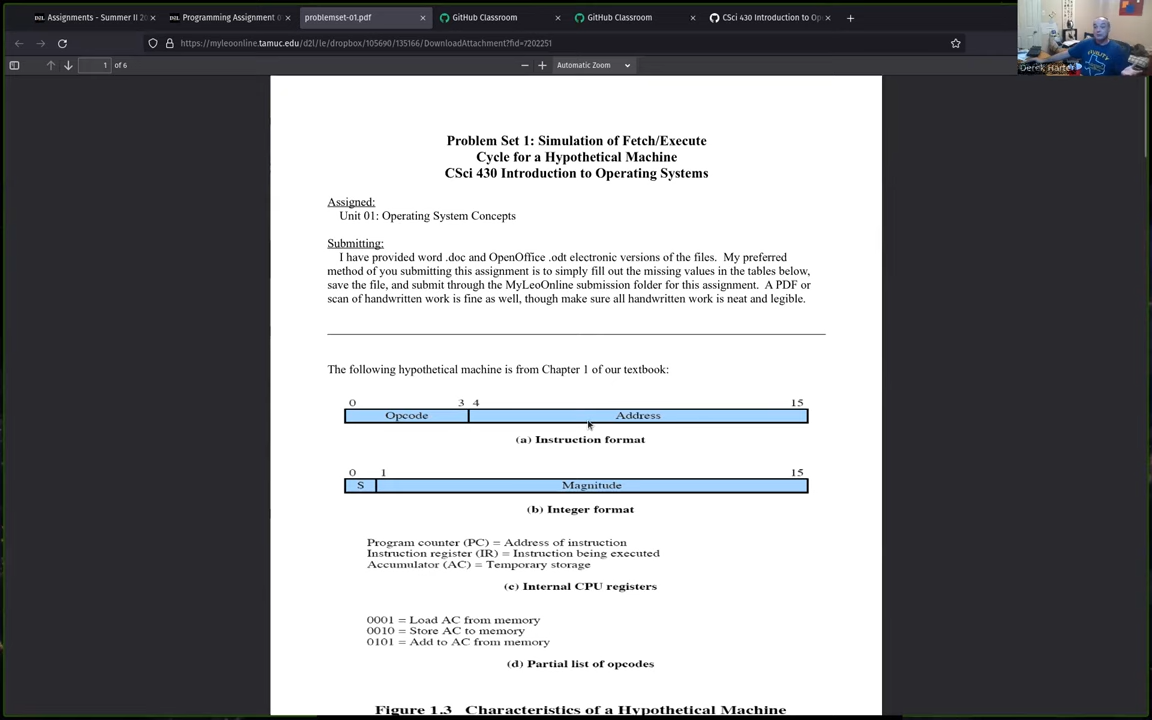 Assignments - Summer II 20
Programming Assignment
problemset-01.pdf
GitHub Classroom
GitHub Classroom
CSci 430 Introduction to Op
https://myleoonline.tamuc.edu/d2l/le/dropbox/105690/135166/DownloadAttachment?fid=7202251
1 of 6
Automatic Zoom
Derek Harter
Problem Set 1: Simulation of Fetch/Execute
Cycle for a Hypothetical Machine
CSci 430 Introduction to Operating Systems
Assigned:
Unit 01: Operating System Concepts
Submitting:
I have provided word .doc and OpenOffice .odt electronic versions of the files. My preferred
method of you submitting this assignment is to simply fill out the missing values in the tables below,
save the file, and submit through the MyLeoOnline submission folder for this assignment. A PDF or
scan of handwritten work is fine as well, though make sure all handwritten work is neat and legible.
The following hypothetical machine is from Chapter 1 of our textbook:
0 3 4 15
Opcode Address
(a) Instruction format
0 1 15
S Magnitude
(b) Integer format
Program counter (PC) = Address of instruction
Instruction register (IR) = Instruction being executed
Accumulator (AC) = Temporary storage
(c) Internal CPU registers
0001 = Load AC from memory
0010 = Store AC to memory
0101 = Add to AC from memory
(d) Partial list of opcodes
Figure 1.3 Characteristics of a Hypothetical Machine